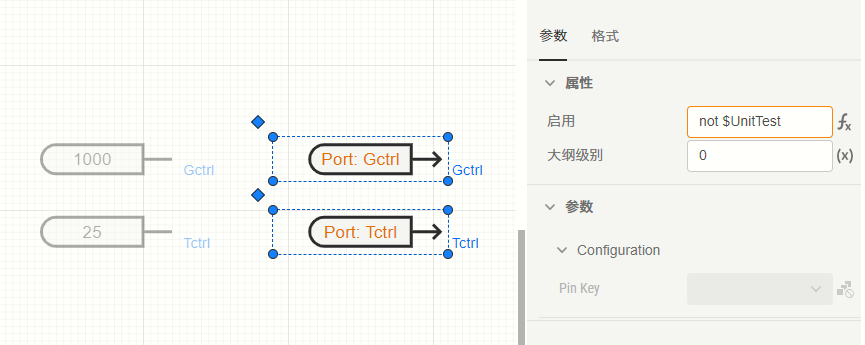 1000
Gctrl
Port: Gctrl
Gctrl
25
Tctrl
Port: Tctrl
Tctrl
参数 格式
属性
启用 not $UnitTest fx
大纲级别 0 (x)
参数
Configuration
Pin Key